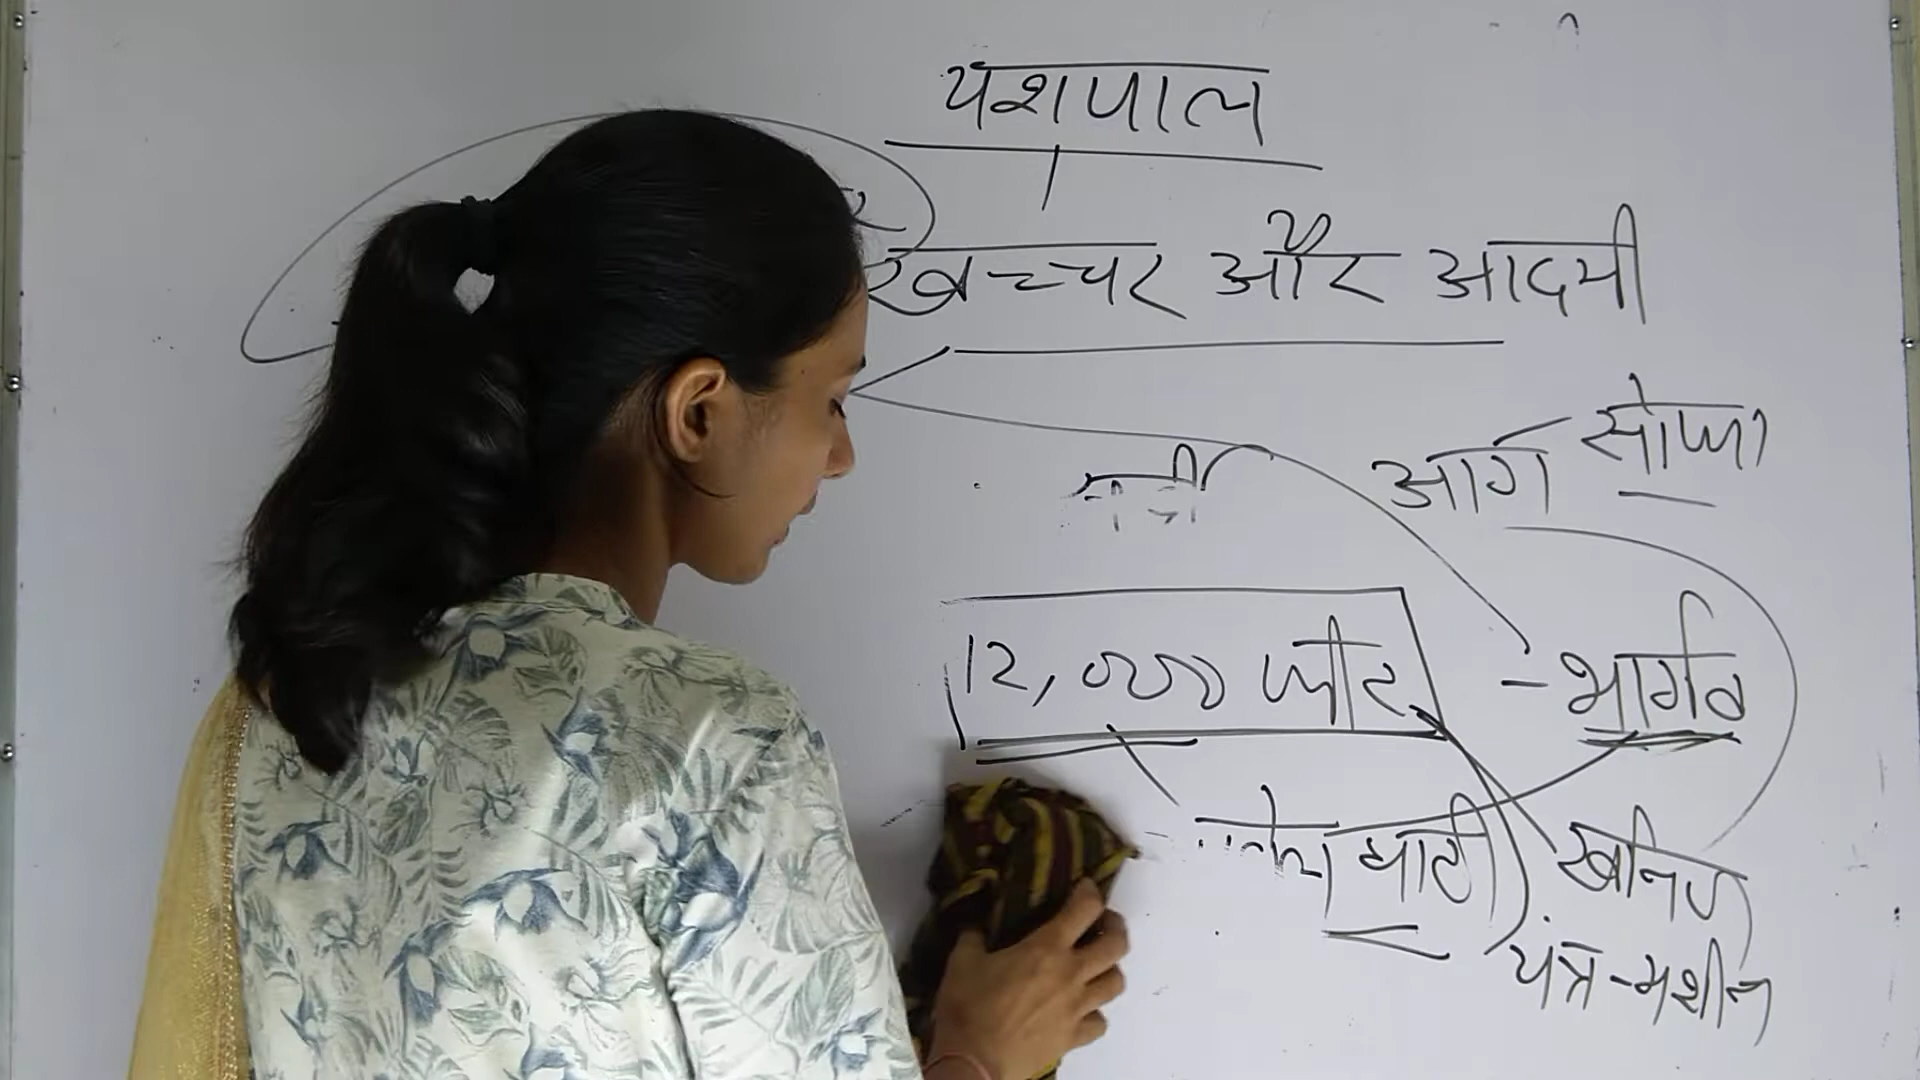 यशपाल
खच्चर और आदमी
सोना
आग
12,000 फीट
- भार्गव
घाटी
खनिज
यंत्र-मशीन